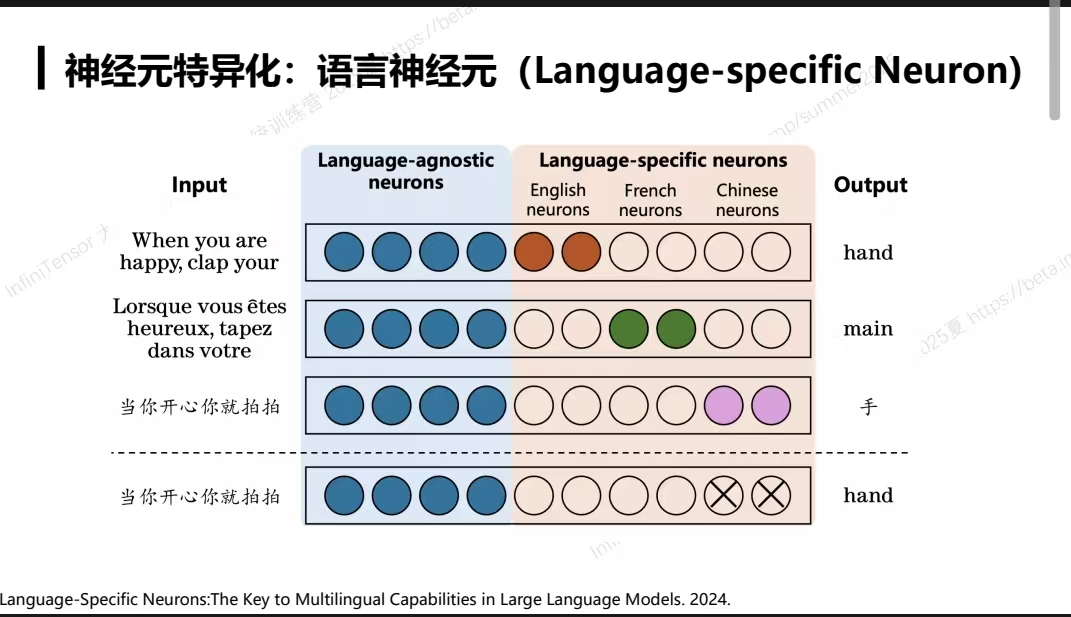 神经元特异化：语言神经元（Language-specific Neuron）
Input
Language-agnostic
neurons
Language-specific neurons
English
neurons
French
neurons
Chinese
neurons
Output
When you are
happy, clap your
hand
Lorsque vous êtes
heureux, tapez
dans votre
main
当你开心你就拍拍
手
当你开心你就拍拍
hand
Language-Specific Neurons:The Key to Multilingual Capabilities in Large Language Models. 2024.